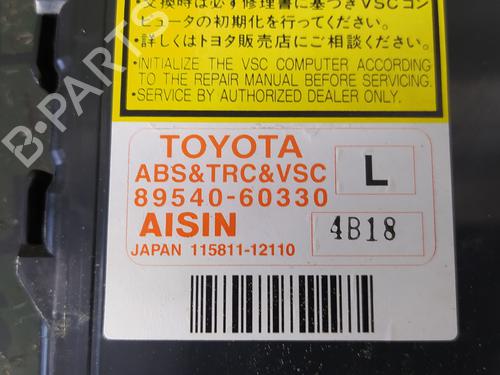 ・交換時は必ず修理書に基づきVSCコン
ピュータの初期化を行ってください。
・詳しくはトヨタ販売店にご相談ください。
・INITIALIZE THE VSC COMPUTER ACCORDING
TO THE REPAIR MANUAL BEFORE SERVICING.
・SERVICE BY AUTHORIZED DEALER ONLY.
TOYOTA
ABS&TRC&VSC
L
89540-60330
AISIN
4B18
JAPAN 115811-12110
B-PARTS